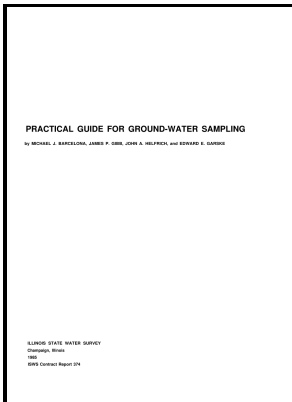 PRACTICAL GUIDE FOR GROUND-WATER SAMPLING
by MICHAEL J. BARCELONA, JAMES P. GIBB, JOHN A. HELFRICH, and EDWARD E. GARSKE
ILLINOIS STATE WATER SURVEY
Champaign, Illinois
1985
ISWS Contract Report 374